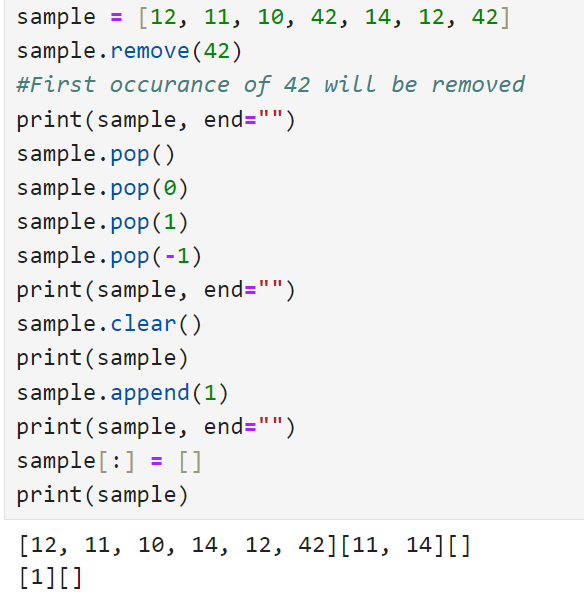 sample = [12, 11, 10, 42, 14, 12, 42]
sample.remove(42)
#First occurance of 42 will be removed
print(sample, end="")
sample.pop()
sample.pop(0)
sample.pop(1)
sample.pop(-1)
print(sample, end="")
sample.clear()
print(sample)
sample.append(1)
print(sample, end="")
sample[:] = []
print(sample)
[12, 11, 10, 14, 12, 42][11, 14][]
[1][]